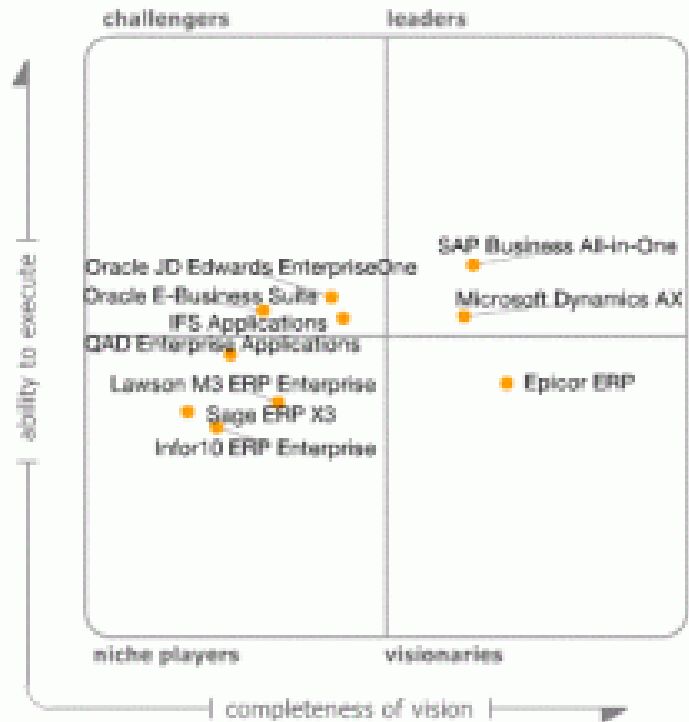 challengers
leaders
ability to execute
SAP Business All-in-One
Oracle JD Edwards EnterpriseOne
Oracle E-Business Suite
Microsoft Dynamics AX
IFS Applications
QAD Enterprise Applications
Lawson M3 ERP Enterprise
Epicor ERP
Sage ERP X3
Infor10 ERP Enterprise
niche players
visionaries
completeness of vision